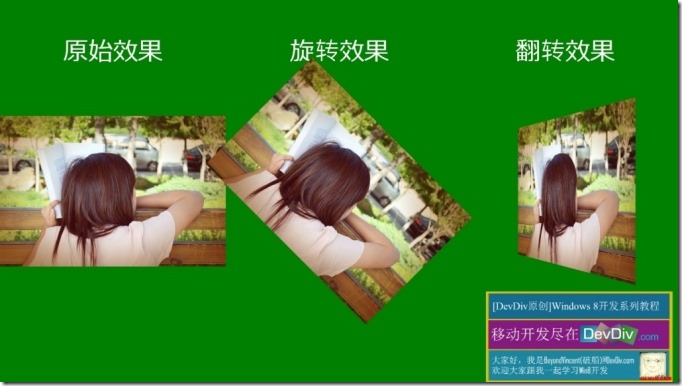 原始效果
旋转效果
翻转效果
[DevDiv原创]Windows 8开发系列教程
移动开发尽在 DevDiv.com
大家好，我是BeyondVincent(破船)@DevDiv.com
欢迎大家跟我一起学习Win8开发